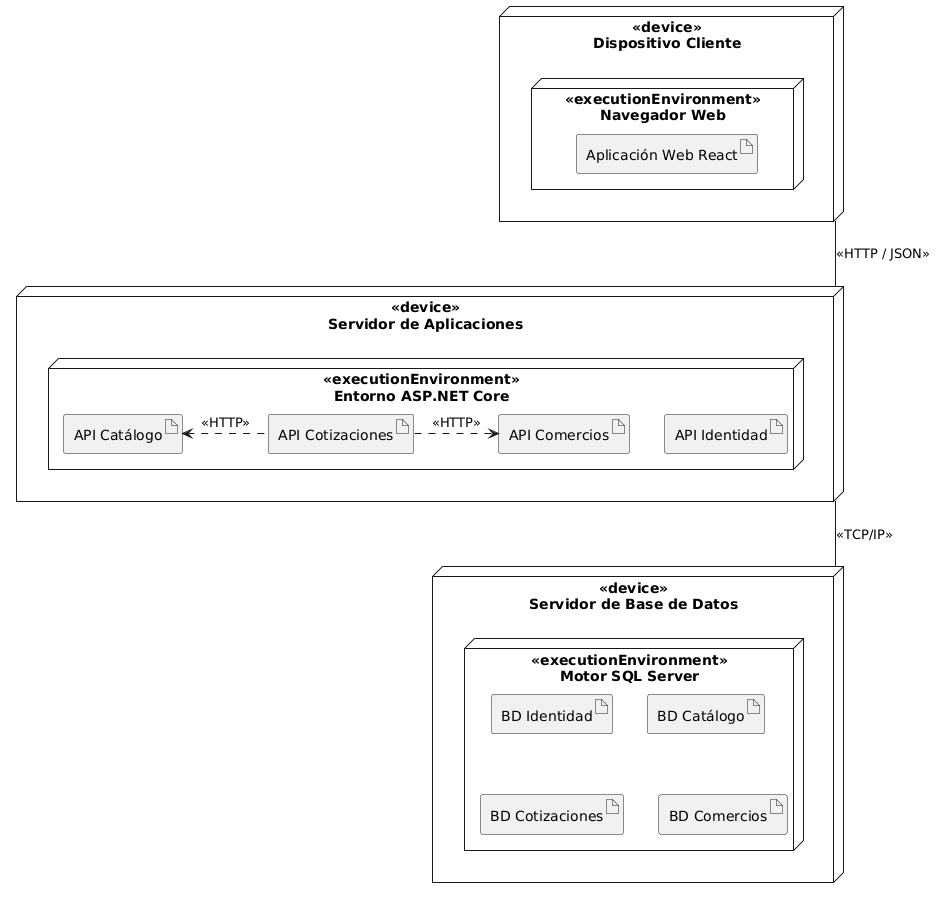 «device»
Dispositivo Cliente
«executionEnvironment»
Navegador Web
Aplicación Web React
«HTTP / JSON»
«device»
Servidor de Aplicaciones
«executionEnvironment»
Entorno ASP.NET Core
API Catálogo
«HTTP»
API Cotizaciones
«HTTP»
API Comercios
API Identidad
«TCP/IP»
«device»
Servidor de Base de Datos
«executionEnvironment»
Motor SQL Server
BD Identidad
BD Catálogo
BD Cotizaciones
BD Comercios